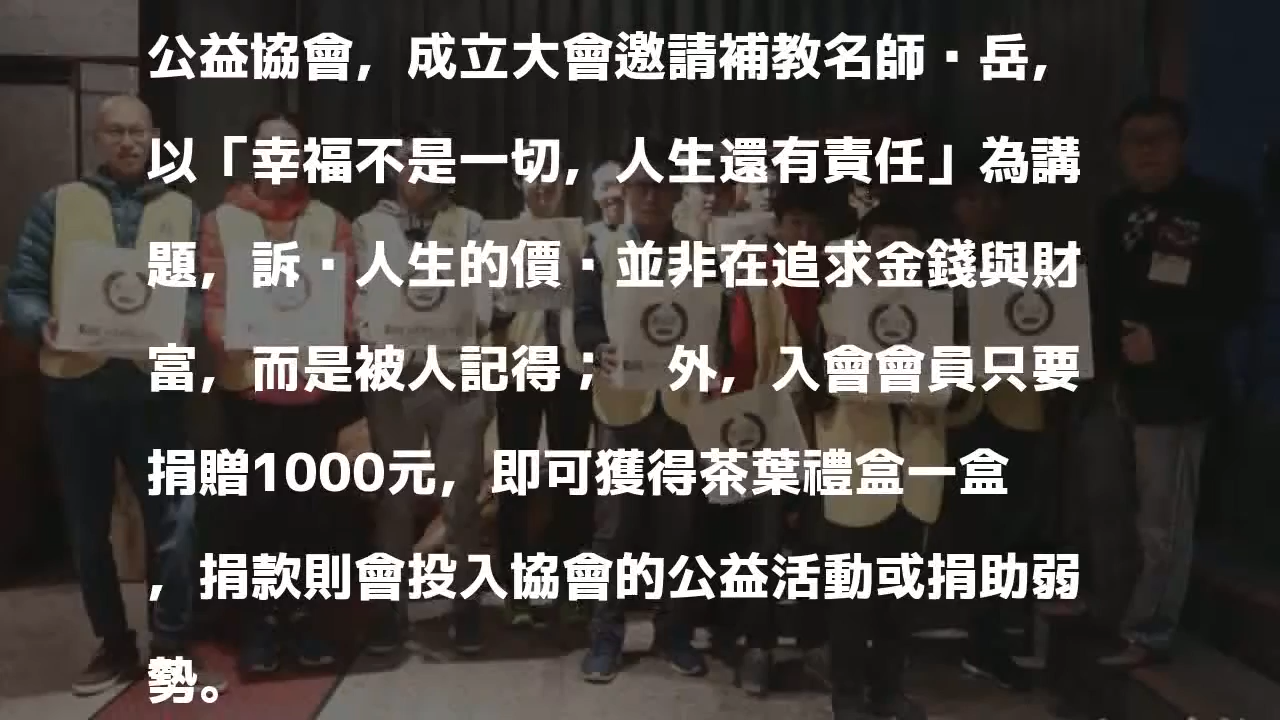 公益協會，成立大會邀請補教名師·岳，
以「幸福不是一切，人生還有責任」為講
題，訴·人生的價·並非在追求金錢與財
富，而是被人記得； 外，入會會員只要
捐贈1000元，即可獲得茶葉禮盒一盒
，捐款則會投入協會的公益活動或捐助弱
勢。